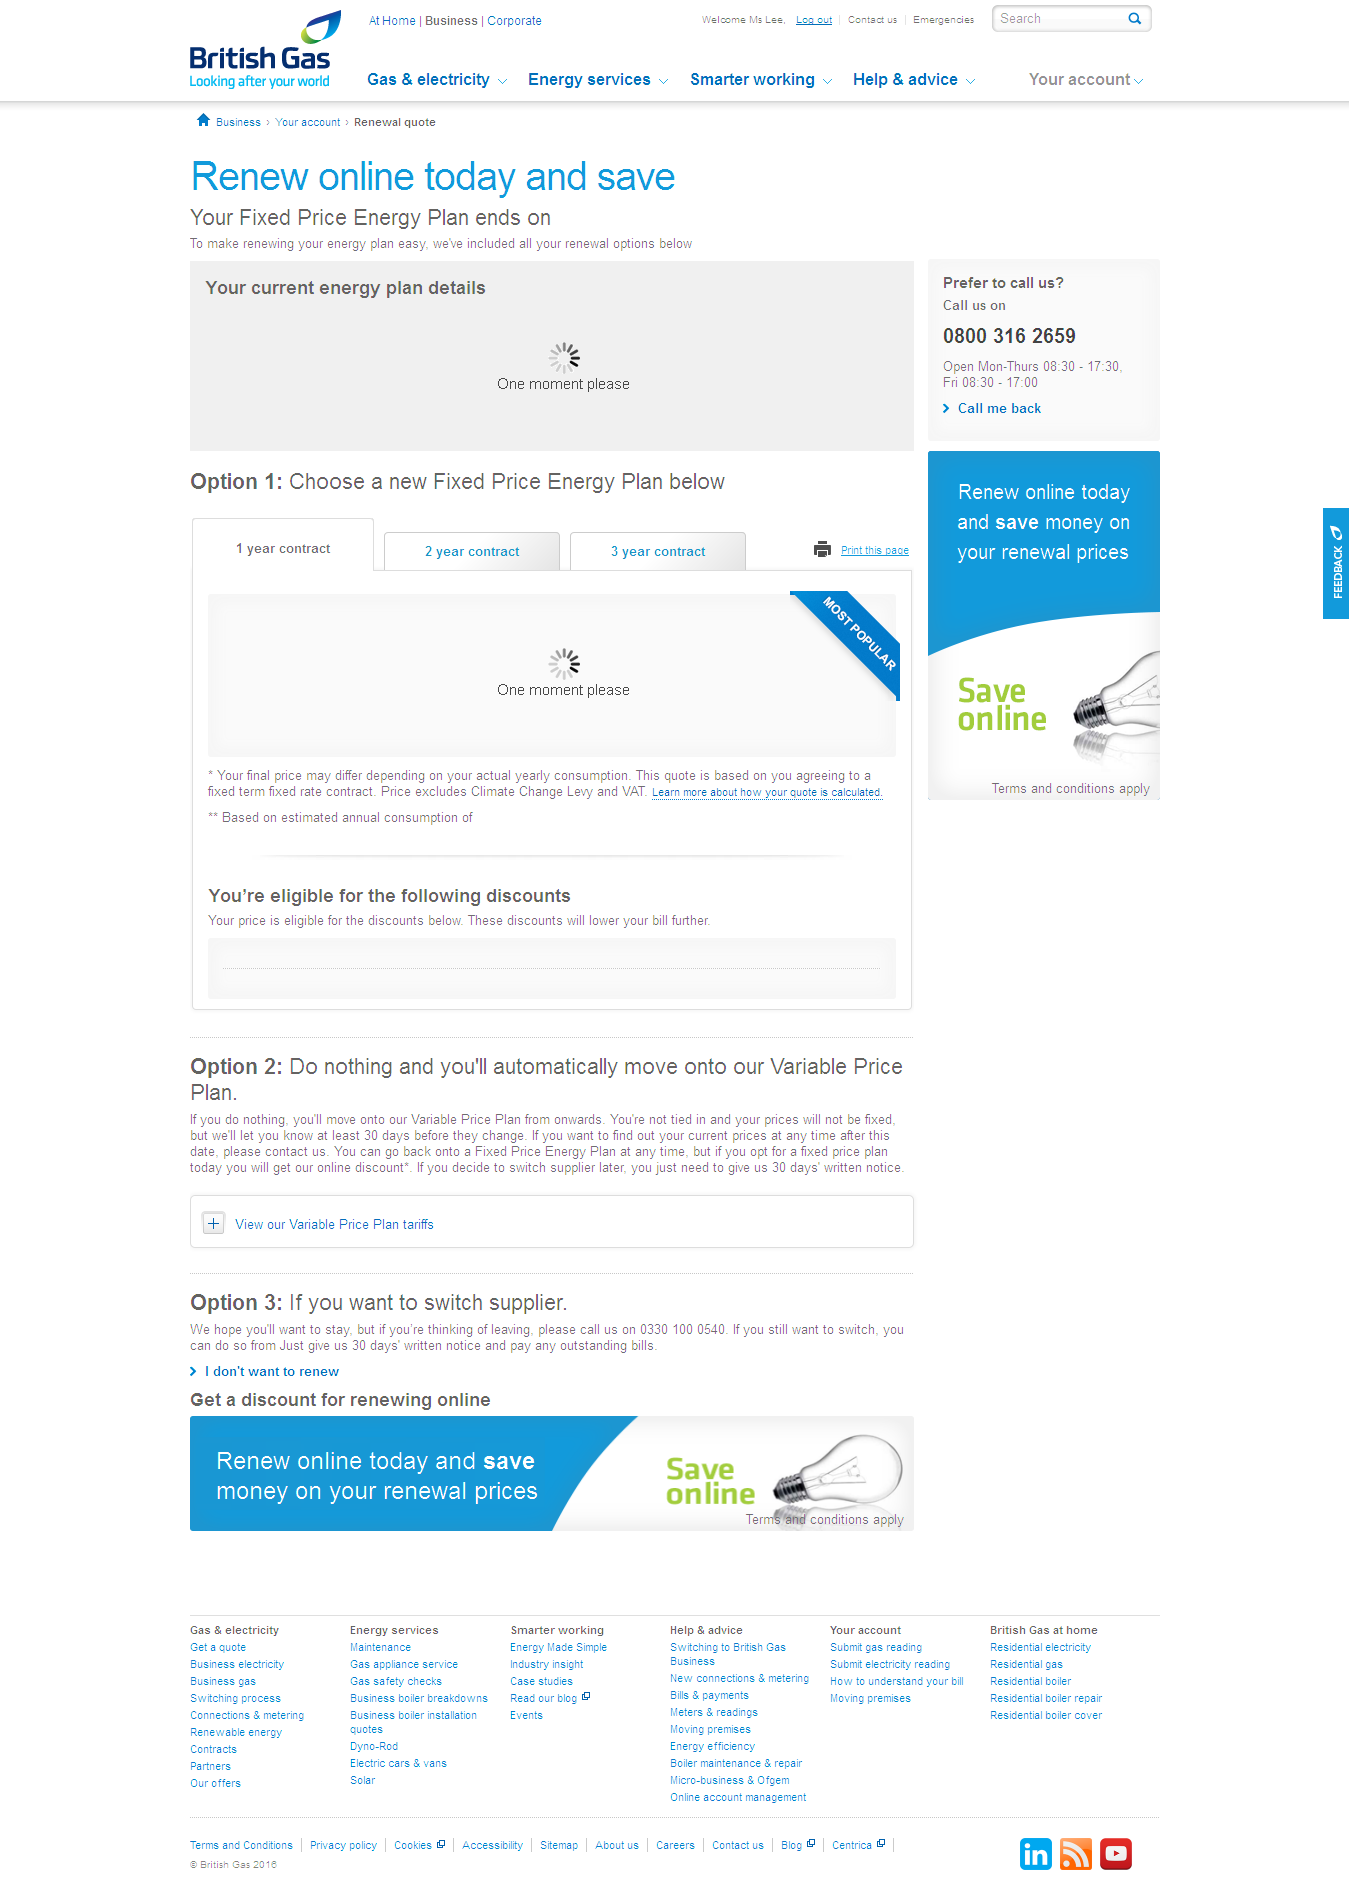 At Home | Business | Corporate
Welcome Ms Lee, Log out Contact us Emergencies
Search
British Gas
Looking after your world
Gas & electricity Energy services Smarter working Help & advice Your account
Business › Your account › Renewal quote
Renew online today and save
Your Fixed Price Energy Plan ends on
To make renewing your energy plan easy, we've included all your renewal options below
Your current energy plan details
One moment please
Prefer to call us?
Call us on
0800 316 2659
Open Mon-Thurs 08:30 - 17:30,
Fri 08:30 - 17:00
Call me back
Option 1: Choose a new Fixed Price Energy Plan below
1 year contract 2 year contract 3 year contract Print this page
MOST POPULAR
One moment please
* Your final price may differ depending on your actual yearly consumption. This quote is based on you agreeing to a
fixed term fixed rate contract. Price excludes Climate Change Levy and VAT. Learn more about how your quote is calculated.
** Based on estimated annual consumption of
Renew online today
and save money on
your renewal prices
Save
online
Terms and conditions apply
FEEDBACK
You're eligible for the following discounts
Your price is eligible for the discounts below. These discounts will lower your bill further.
Option 2: Do nothing and you'll automatically move onto our Variable Price
Plan.
If you do nothing, you'll move onto our Variable Price Plan from onwards. You're not tied in and your prices will not be fixed,
but we'll let you know at least 30 days before they change. If you want to find out your current prices at any time after this
date, please contact us. You can go back onto a Fixed Price Energy Plan at any time, but if you opt for a fixed price plan
today you will get our online discount*. If you decide to switch supplier later, you just need to give us 30 days' written notice.
View our Variable Price Plan tariffs
Option 3: If you want to switch supplier.
We hope you'll want to stay, but if you're thinking of leaving, please call us on 0330 100 0540. If you still want to switch, you
can do so from Just give us 30 days' written notice and pay any outstanding bills.
I don't want to renew
Get a discount for renewing online
Renew online today and save
money on your renewal prices
Save
online
Terms and conditions apply
Gas & electricity
Get a quote
Business electricity
Business gas
Switching process
Connections & metering
Renewable energy
Contracts
Partners
Our offers
Energy services
Maintenance
Gas appliance service
Gas safety checks
Business boiler breakdowns
Business boiler installation
quotes
Dyno-Rod
Electric cars & vans
Solar
Smarter working
Energy Made Simple
Industry insight
Case studies
Read our blog
Events
Help & advice
Switching to British Gas
Business
New connections & metering
Bills & payments
Meters & readings
Moving premises
Energy efficiency
Boiler maintenance & repair
Micro-business & Ofgem
Online account management
Your account
Submit gas reading
Submit electricity reading
How to understand your bill
Moving premises
British Gas at home
Residential electricity
Residential gas
Residential boiler
Residential boiler repair
Residential boiler cover
Terms and Conditions Privacy policy Cookies Accessibility Sitemap About us Careers Contact us Blog Centrica
© British Gas 2016
in